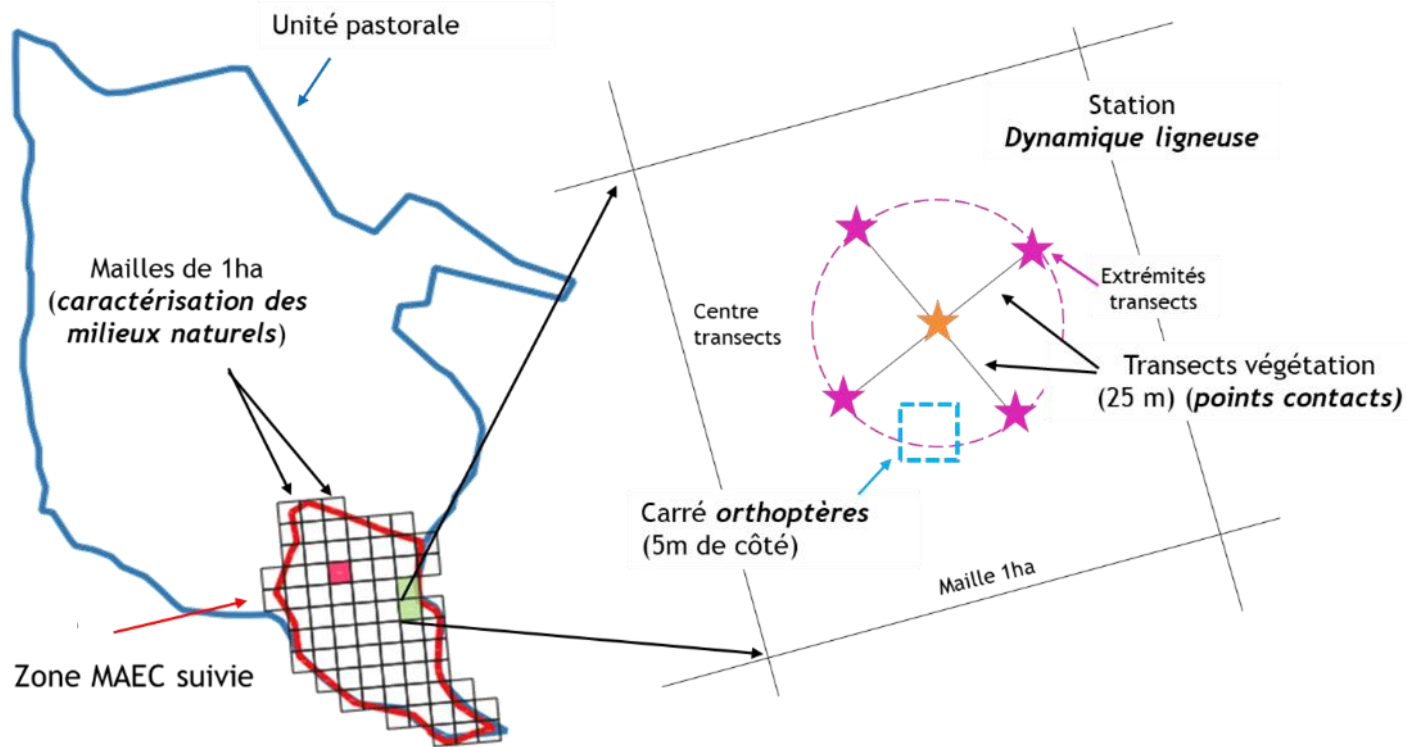 Unité pastorale
Mailles de 1ha
(caractérisation des
milieux naturels)
Zone MAEC suivie
Station
Dynamique ligneuse
Extrémités
transects
Centre
transects
Transects végétation
(25 m) (points contacts)
Carré orthoptères
(5m de côté)
Maille 1ha